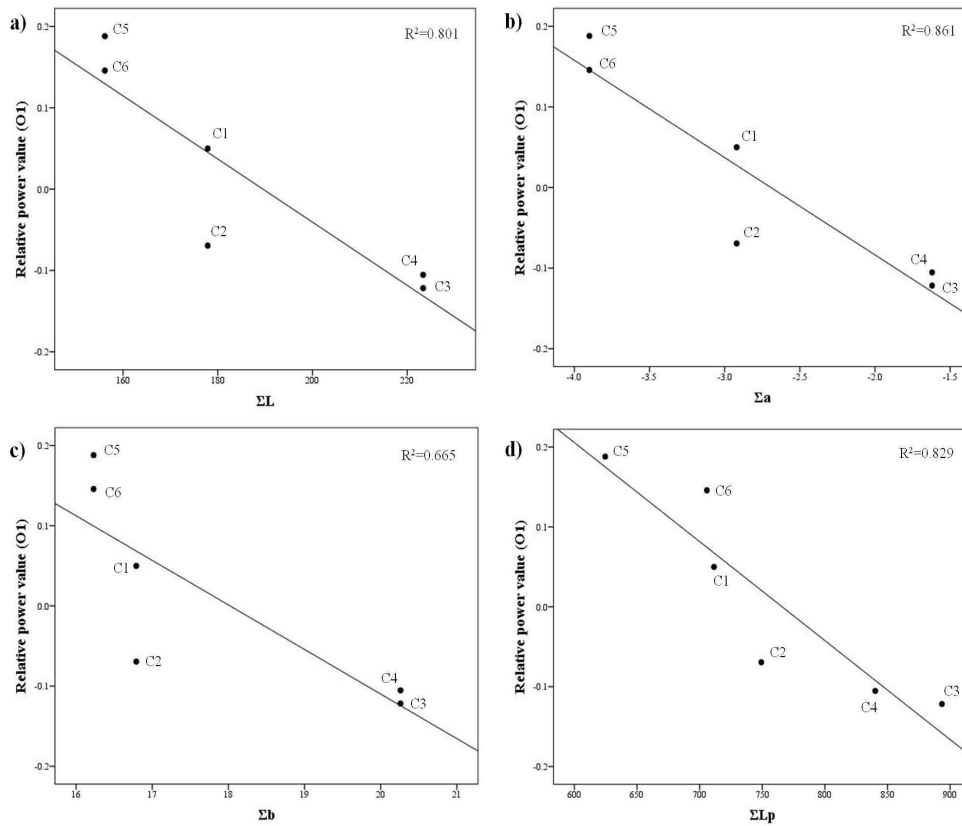 a)
R²=0.801
Relative power value (O1)
0.2
0.1
0.0
-0.1
-0.2
C5
C6
C1
C2
C4
C3
160
180
200
220
ΣL
b)
R²=0.861
Relative power value (O1)
0.2
0.1
0.0
-0.1
-0.2
C5
C6
C1
C2
C4
C3
-4.0
-3.5
-3.0
-2.5
-2.0
-1.5
Σa
c)
R²=0.665
Relative power value (O1)
0.2
0.1
0.0
-0.1
-0.2
C5
C6
C1
C2
C4
C3
16
17
18
19
20
21
Σb
d)
R²=0.829
Relative power value (O1)
0.2
0.1
0.0
-0.1
-0.2
C5
C6
C1
C2
C3
C4
600
650
700
750
800
850
900
ΣLp